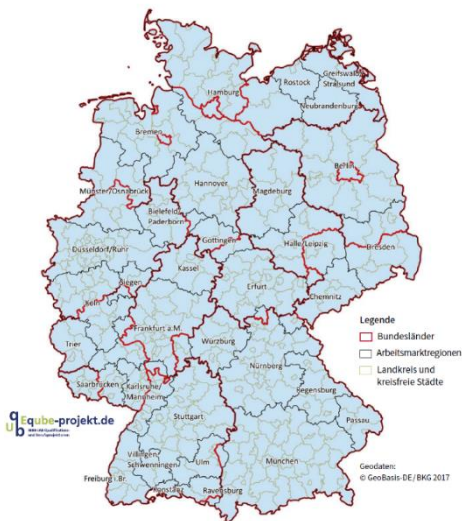 Greifswald
Stralsund
Rostock
Hamburg
Neubrandenburg
Bremen
Berlin
Hannover
Magdeburg
Münster/Osnabrück
Bielefeld
Paderborn
Göttingen
Halle/Leipzig
Dresden
Düsseldorf/Ruhr
Kassel
Siegen
Erfurt
Köln
Chemnitz
Frankfurt a.M.
Trier
Würzburg
Nürnberg
Saarbrücken
Karlsruhe/
Mannheim
Regensburg
Stuttgart
Passau
Villingen
Schwenningen
Ulm
München
Freiburg i.Br.
Konstanz
Ravensburg
Legende
Bundesländer
Arbeitsmarktregionen
Landkreis und
kreisfreie Städte
Eqube-projekt.de
Geodaten:
© GeoBasis-DE / BKG 2017